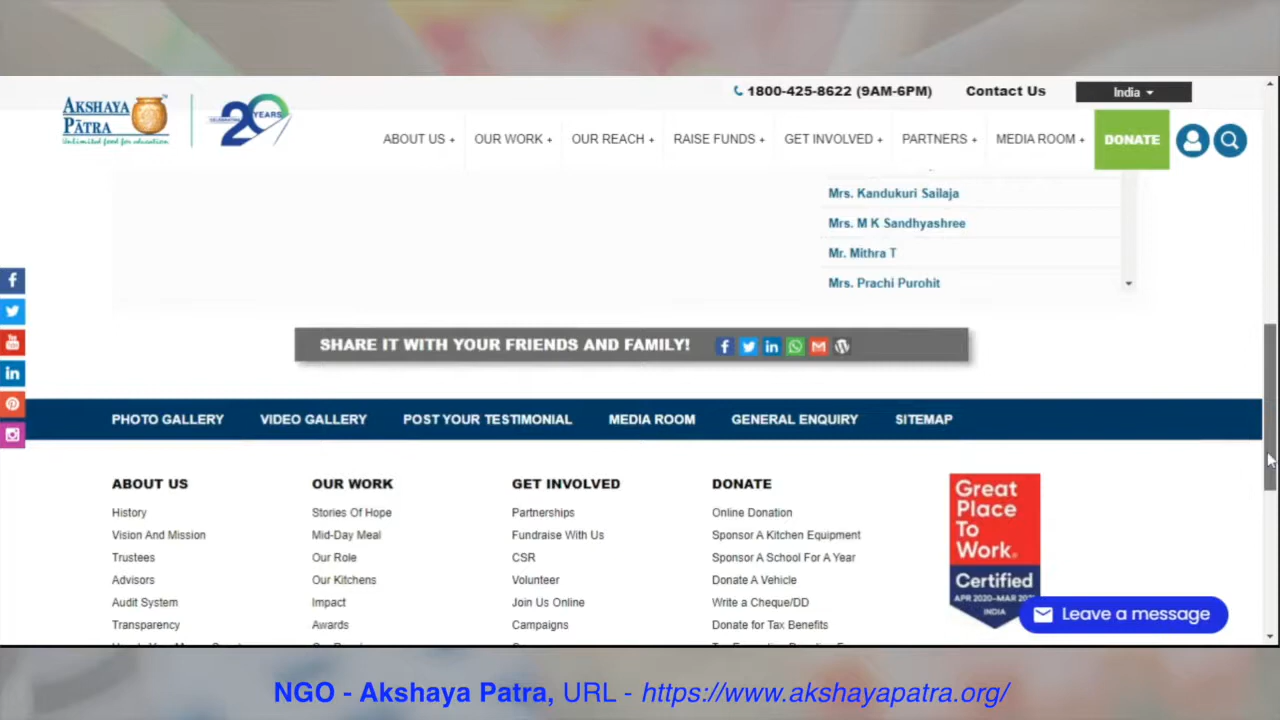 1800-425-8622 (9AM-6PM) Contact Us India
AKSHAYA
PĀTRA
Unlimited food for education
CELEBRATING 20 YEARS
ABOUT US + OUR WORK + OUR REACH + RAISE FUNDS + GET INVOLVED + PARTNERS + MEDIA ROOM + DONATE
Mrs. Kandukuri Sailaja
Mrs. M K Sandhyashree
Mr. Mithra T
Mrs. Prachi Purohit
SHARE IT WITH YOUR FRIENDS AND FAMILY!
PHOTO GALLERY VIDEO GALLERY POST YOUR TESTIMONIAL MEDIA ROOM GENERAL ENQUIRY SITEMAP
ABOUT US
History
Vision And Mission
Trustees
Advisors
Audit System
Transparency
OUR WORK
Stories Of Hope
Mid-Day Meal
Our Role
Our Kitchens
Impact
Awards
GET INVOLVED
Partnerships
Fundraise With Us
CSR
Volunteer
Join Us Online
Campaigns
DONATE
Online Donation
Sponsor A Kitchen Equipment
Sponsor A School For A Year
Donate A Vehicle
Write a Cheque/DD
Donate for Tax Benefits
Great
Place
To
Work.
Certified
APR 2020-MAR
INDIA
Leave a message
NGO - Akshaya Patra, URL - https://www.akshayapatra.org/